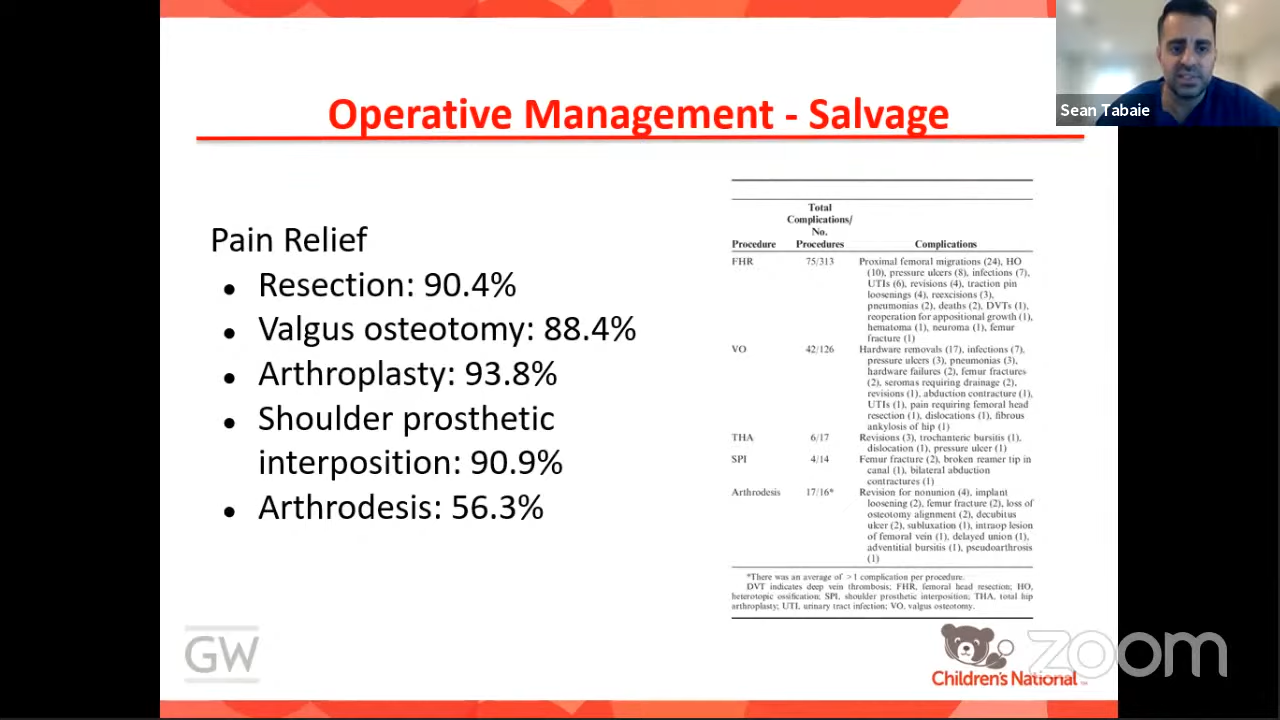 Operative Management - Salvage
Sean Tabaie
Pain Relief
● Resection: 90.4%
● Valgus osteotomy: 88.4%
● Arthroplasty: 93.8%
● Shoulder prosthetic
interposition: 90.9%
● Arthrodesis: 56.3%
Total
Complications/
No.
Procedure Procedures Complications
FHR 75/313 Proximal femoral migrations (24), HO
(10), pressure ulcers (8), infections (7),
UTIs (6), revisions (4), traction pin
loosenings (4), reexcisions (3),
pneumonias (2), deaths (2), DVTs (1),
reoperation for appositional growth (1),
hematoma (1), neuroma (1), femur
fracture (1)
VO 42/126 Hardware removals (17), infections (7),
pressure ulcers (3), pneumonias (3),
hardware failures (2), femur fractures
(2), seromas requiring drainage (2),
revisions (1), abduction contracture (1),
UTIs (1), pain requiring femoral head
resection (1), dislocations (1), fibrous
ankylosis of hip (1)
THA 6/17 Revisions (3), trochanteric bursitis (1),
dislocation (1), pressure ulcer (1)
SPI 4/14 Femur fracture (2), broken reamer tip in
canal (1), bilateral abduction
contractures (1)
Arthrodesis 17/16* Revision for nonunion (4), implant
loosening (2), femur fracture (2), loss of
osteotomy alignment (2), decubitus
ulcer (2), subluxation (1), intraop lesion
of femoral vein (1), delayed union (1),
adventitial bursitis (1), pseudoarthrosis
(1)
*There was an average of >1 complication per procedure.
DVT indicates deep vein thrombosis; FHR, femoral head resection; HO,
heterotopic ossification; SPI, shoulder prosthetic interposition; THA, total hip
arthroplasty; UTI, urinary tract infection; VO, valgus osteotomy.
GW
Children's National
zoom